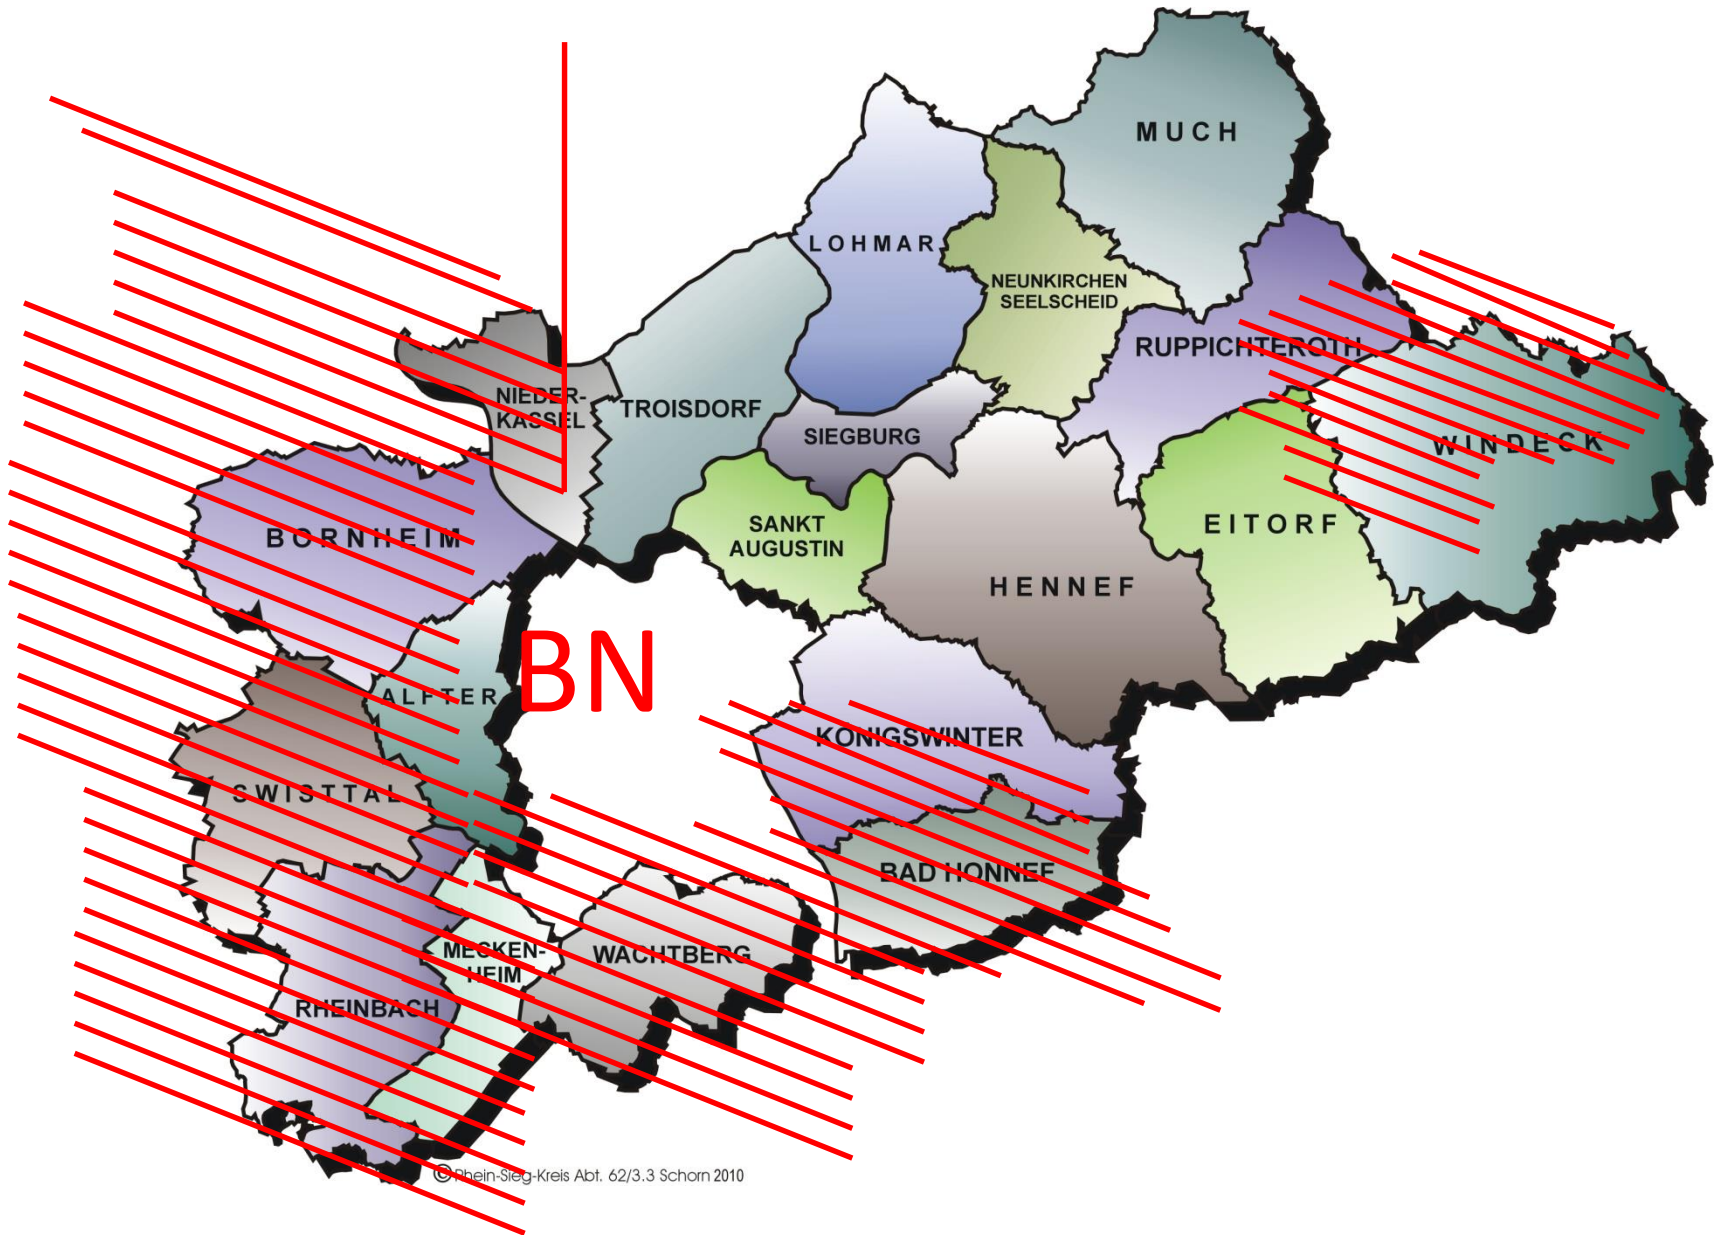 MUCH
LOHMAR
NEUNKIRCHEN
SEELSCHEID
RUPPICHTEROTH
NIEDER-
KASSEL
TROISDORF
SIEGBURG
WINDECK
BORNHEIM
SANKT
AUGUSTIN
EITORF
HENNEF
BN
ALFTER
KÖNIGSWINTER
SWISTTAL
BAD HONNEF
MECKEN-
HEIM
WACHTBERG
RHEINBACH
© Rhein-Sieg-Kreis Abt. 62/3.3 Schorn 2010